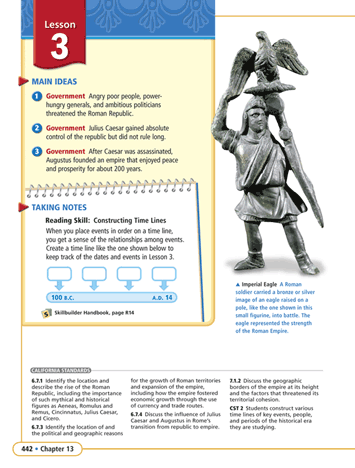 Lesson
3
MAIN IDEAS
1 Government Angry poor people, power-
hungry generals, and ambitious politicians
threatened the Roman Republic.
2 Government Julius Caesar gained absolute
control of the republic but did not rule long.
3 Government After Caesar was assassinated,
Augustus founded an empire that enjoyed peace
and prosperity for about 200 years.
TAKING NOTES
Reading Skill: Constructing Time Lines
When you place events in order on a time line,
you get a sense of the relationships among events.
Create a time line like the one shown below to
keep track of the dates and events in Lesson 3.
100 B.C. A.D. 14
Skillbuilder Handbook, page R14
▲ Imperial Eagle A Roman
soldier carried a bronze or silver
image of an eagle raised on a
pole, like the one shown in this
small figurine, into battle. The
eagle represented the strength
of the Roman Empire.
CALIFORNIA STANDARDS
6.7.1 Identify the location and
describe the rise of the Roman
Republic, including the importance
of such mythical and historical
figures as Aeneas, Romulus and
Remus, Cincinnatus, Julius Caesar,
and Cicero.
6.7.3 Identify the location of and
the political and geographic reasons
for the growth of Roman territories
and expansion of the empire,
including how the empire fostered
economic growth through the use
of currency and trade routes.
6.7.4 Discuss the influence of Julius
Caesar and Augustus in Rome's
transition from republic to empire.
7.1.2 Discuss the geographic
borders of the empire at its height
and the factors that threatened its
territorial cohesion.
CST 2 Students construct various
time lines of key events, people,
and periods of the historical era
they are studying.
442 • Chapter 13